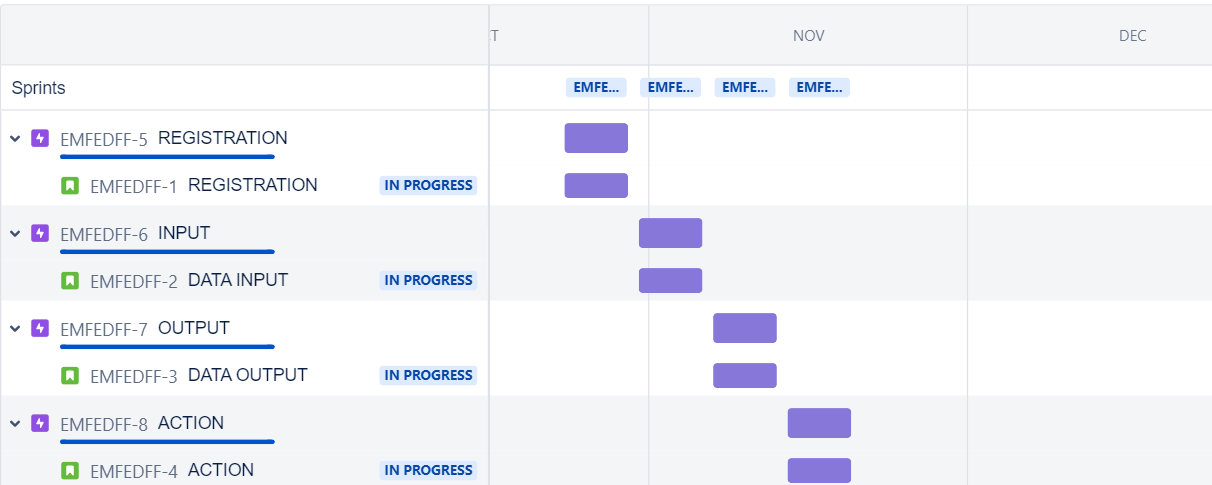 T NOV DEC
Sprints EMFE... EMFE... EMFE... EMFE...
EMFEDFF-5 REGISTRATION
EMFEDFF-1 REGISTRATION IN PROGRESS
EMFEDFF-6 INPUT
EMFEDFF-2 DATA INPUT IN PROGRESS
EMFEDFF-7 OUTPUT
EMFEDFF-3 DATA OUTPUT IN PROGRESS
EMFEDFF-8 ACTION
EMFEDFF-4 ACTION IN PROGRESS